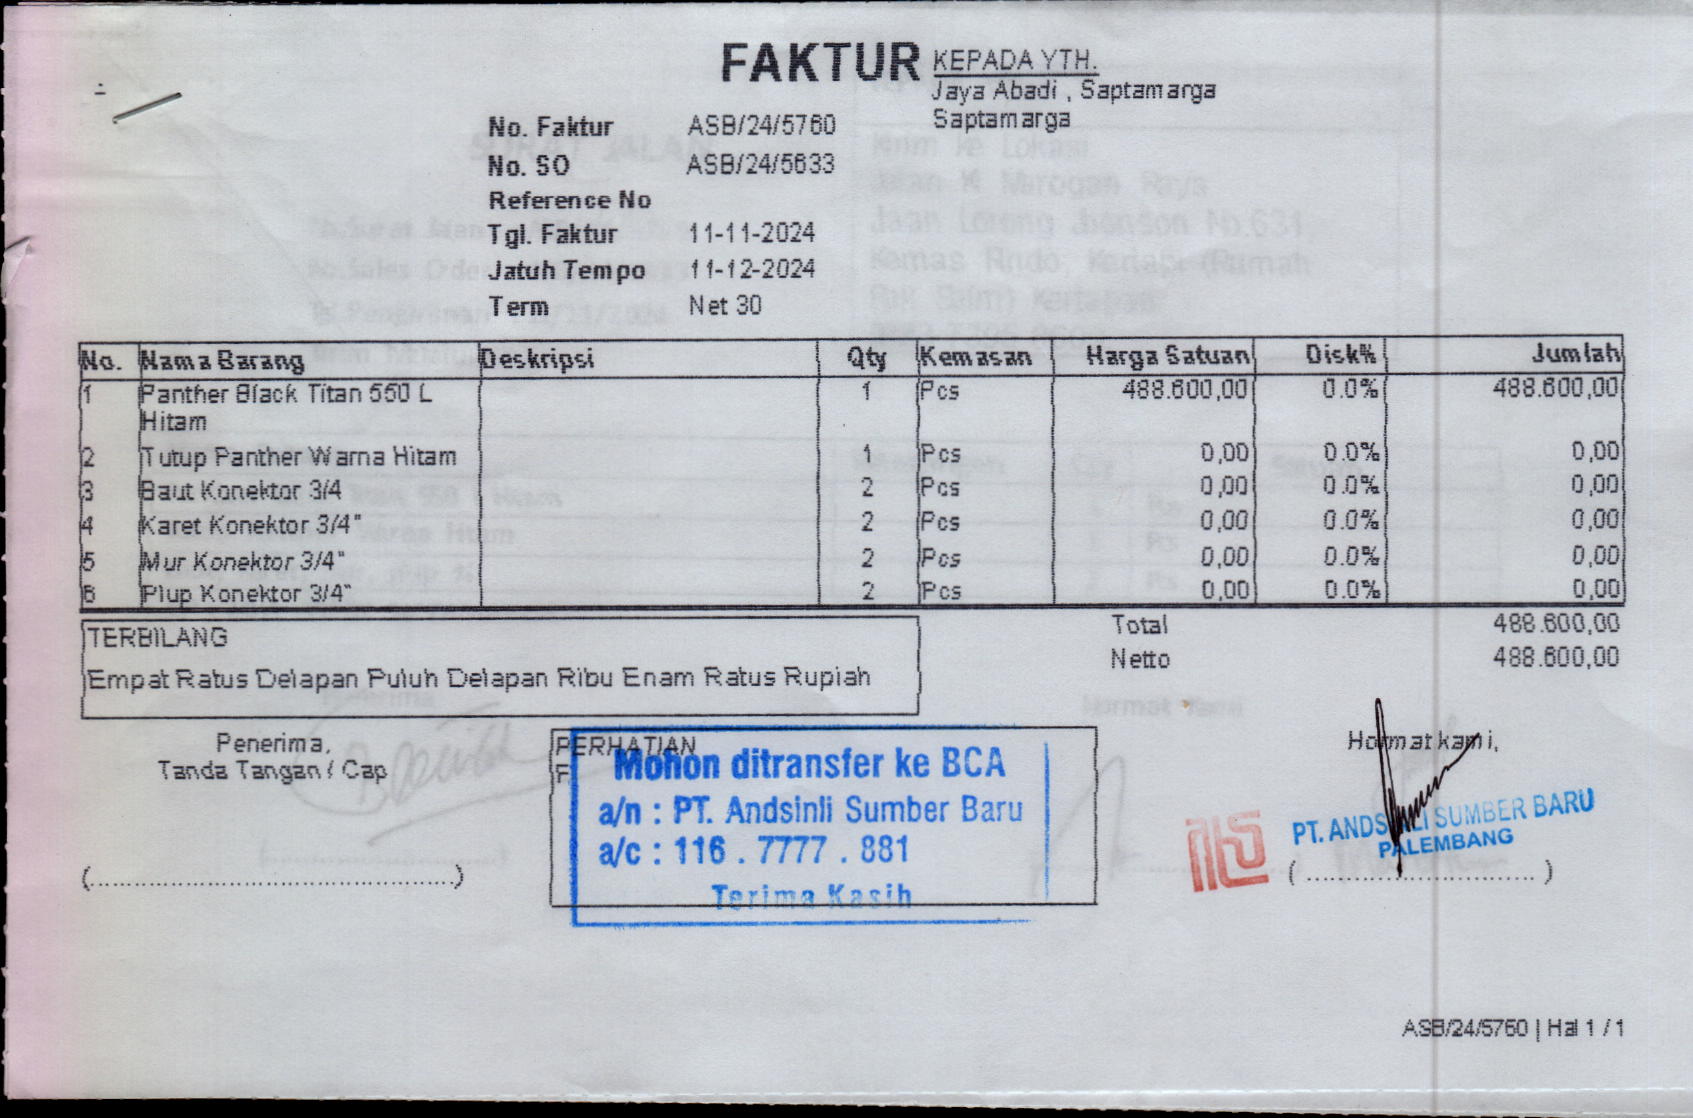 FAKTUR
KEPADA YTH.
Jaya Abadi , Saptamarga
Saptamarga
No. Faktur ASB/24/5760
No. SO ASB/24/5633
Reference No
Tgl. Faktur 11-11-2024
Jatuh Tempo 11-12-2024
Term Net 30
No. Nama Barang Deskripsi Qty Kemasan Harga Satuan Disk% Jumlah
1 Panther Black Titan 550 L 1 Pcs 488.600,00 0.0% 488.600,00
Hitam
2 Tutup Panther Warna Hitam 1 Pcs 0,00 0.0% 0,00
3 Baut Konektor 3/4 2 Pcs 0,00 0.0% 0,00
4 Karet Konektor 3/4" 2 Pcs 0,00 0.0% 0,00
5 Mur Konektor 3/4" 2 Pcs 0,00 0.0% 0,00
6 Plup Konektor 3/4" 2 Pcs 0,00 0.0% 0,00
TERBILANG
Empat Ratus Delapan Puluh Delapan Ribu Enam Ratus Rupiah
Total 488.600,00
Netto 488.600,00
Penerima,
Tanda Tangan / Cap
(..............................................)
PERHATIAN
Mohon ditransfer ke BCA
a/n : PT. Andsinli Sumber Baru
a/c : 116 . 7777 . 881
Terima Kasih
Hormat kami,
PT. ANDSINLI SUMBER BARU
PALEMBANG
( ............................... )
ASB/24/5760 | Hal 1 / 1